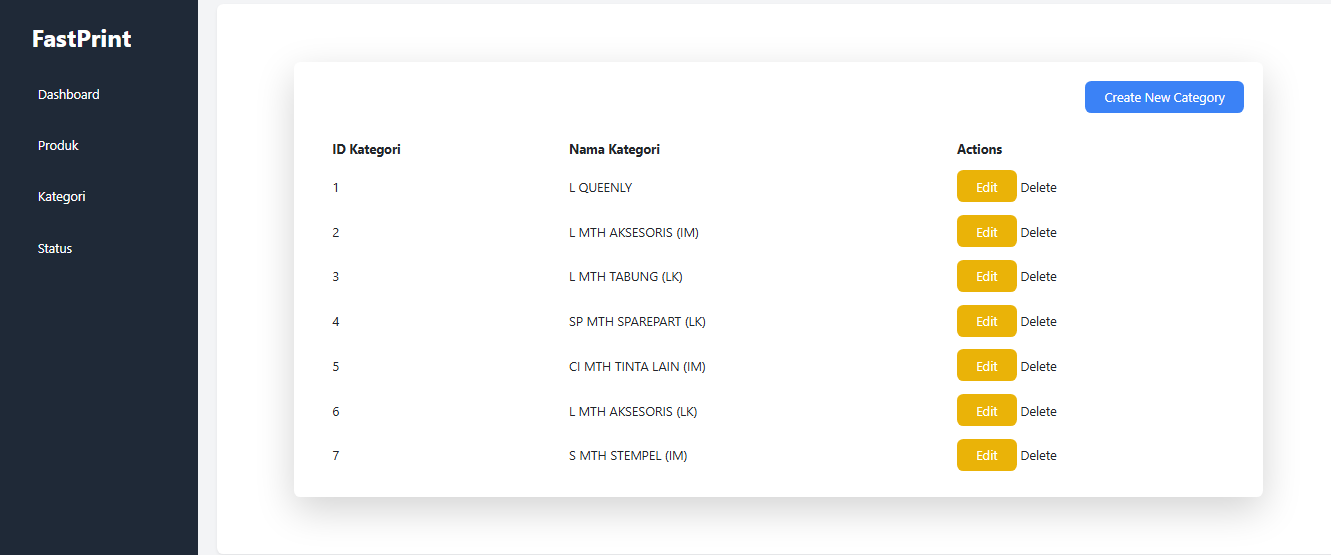 FastPrint
Dashboard
Produk
Kategori
Status
Create New Category
ID Kategori Nama Kategori Actions
1 L QUEENLY Edit Delete
2 L MTH AKSESORIS (IM) Edit Delete
3 L MTH TABUNG (LK) Edit Delete
4 SP MTH SPAREPART (LK) Edit Delete
5 CI MTH TINTA LAIN (IM) Edit Delete
6 L MTH AKSESORIS (LK) Edit Delete
7 S MTH STEMPEL (IM) Edit Delete